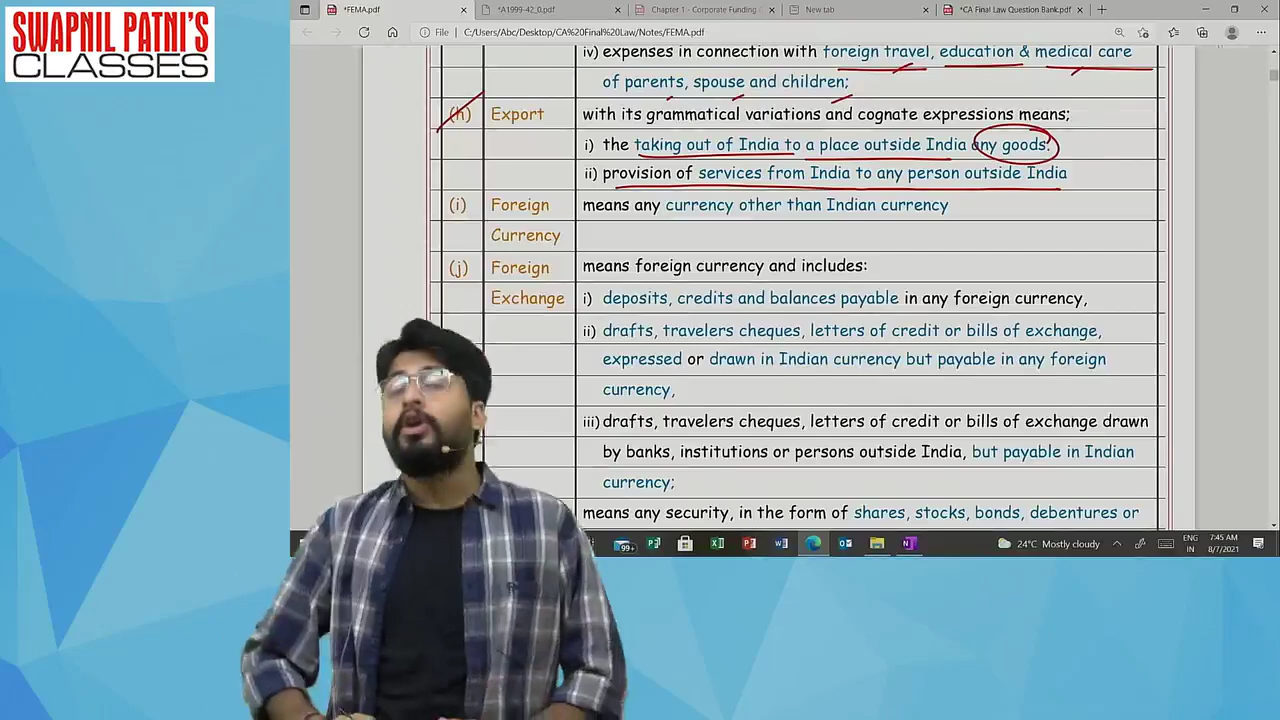 SWAPNIL PATNI'S
CLASSES
*FEMA.pdf
*A1999-42_0.pdf
Chapter 1 - Corporate Funding
New tab
*CA Final Law Question Bank.pdf
File
C:/Users/Abc/Desktop/CA%20Final%20Law/Notes/FEMA.pdf
iv) expenses in connection with foreign travel, education & medical care
of parents, spouse and children;
(h) Export with its grammatical variations and cognate expressions means;
i) the taking out of India to a place outside India any goods.
ii) provision of services from India to any person outside India
(i) Foreign means any currency other than Indian currency
Currency
(j) Foreign means foreign currency and includes:
Exchange i) deposits, credits and balances payable in any foreign currency,
ii) drafts, travelers cheques, letters of credit or bills of exchange,
expressed or drawn in Indian currency but payable in any foreign
currency,
iii) drafts, travelers cheques, letters of credit or bills of exchange drawn
by banks, institutions or persons outside India, but payable in Indian
currency;
means any security, in the form of shares, stocks, bonds, debentures or
99+
24°C Mostly cloudy
ENG
IN
7:45 AM
8/7/2021